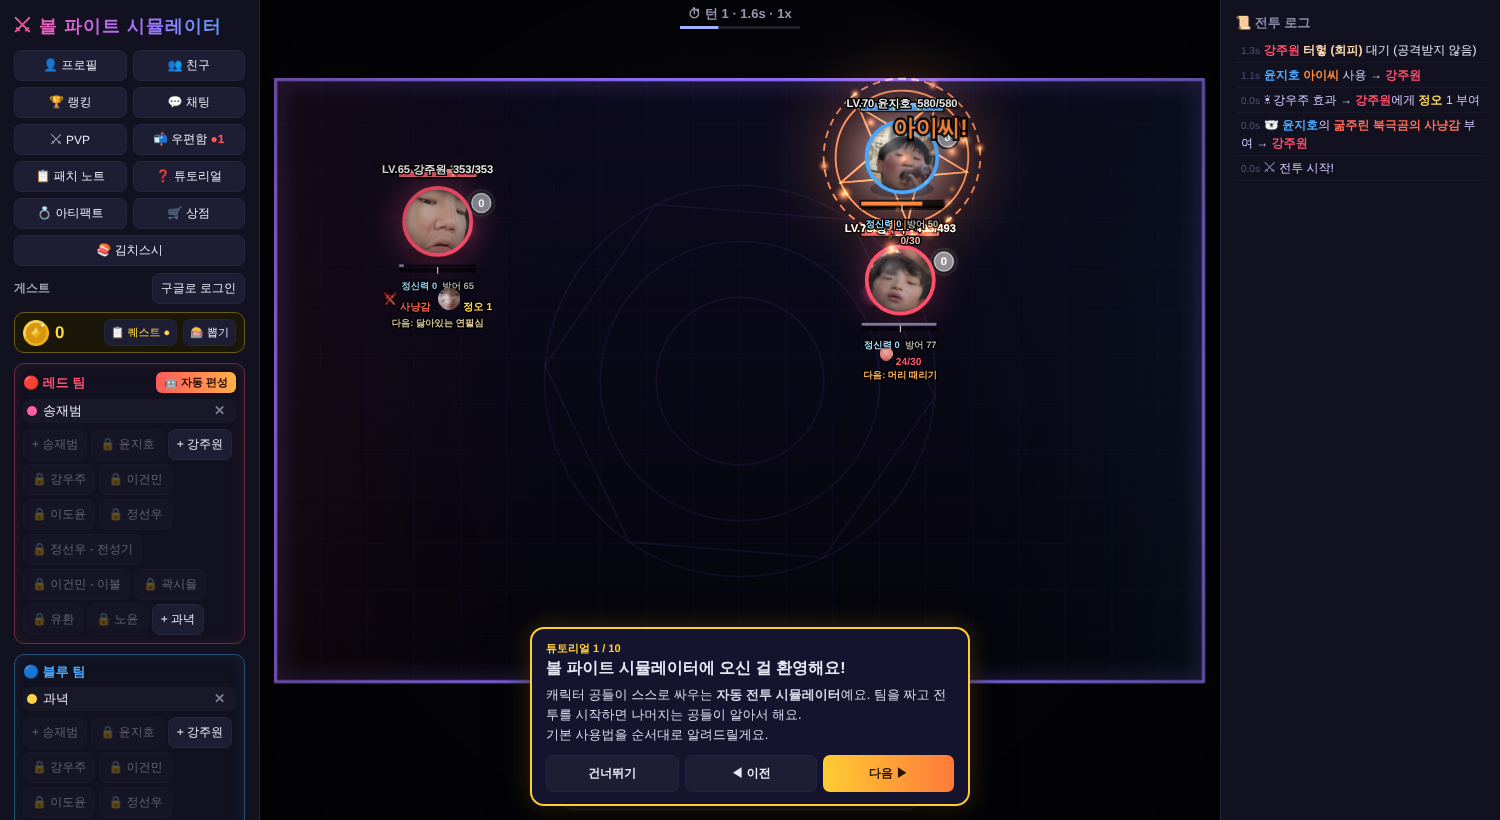 ⚔ 볼 파이트 시뮬레이터
👤 프로필
👥 친구
🏆 랭킹
💬 채팅
⚔ PVP
📬 우편함 ●1
📋 패치 노트
❓ 튜토리얼
💍 아티팩트
🛒 상점
🍣 김치스시
게스트
구글로 로그인
0
📋 퀘스트 ●
🎰 뽑기
🔴 레드 팀
🤖 자동 편성
송재범 ✕
+ 송재범
🔒 윤지호
+ 강주원
🔒 강우주
🔒 이건민
🔒 이도윤
🔒 정선우
🔒 정선우 - 전성기
🔒 이건민 - 이불
🔒 곽시율
🔒 유환
🔒 노윤
+ 과녁
🔵 블루 팀
과녁 ✕
+ 송재범
🔒 윤지호
+ 강주원
🔒 강우주
🔒 이건민
🔒 이도윤
🔒 정선우
⏱ 턴 1 · 1.6s · 1x
LV.70 윤지호 580/580
아이씨!
정신력 0 방어 50
0/30
0
정신력 0 방어 77
24/30
다음: 머리 때리기
LV.65 강주원 353/353
0
정신력 0 방어 65
사냥감 정오 1
다음: 닳아있는 연필심
튜토리얼 1 / 10
볼 파이트 시뮬레이터에 오신 걸 환영해요!
캐릭터 공들이 스스로 싸우는 자동 전투 시뮬레이터예요. 팀을 짜고 전
투를 시작하면 나머지는 공들이 알아서 해요.
기본 사용법을 순서대로 알려드릴게요.
건너뛰기
◀ 이전
다음 ▶
📜 전투 로그
1.3s 강주원 터헣 (회피) 대기 (공격받지 않음)
1.1s 윤지호 아이씨 사용 → 강주원
0.0s ☀ 강우주 효과 → 강주원에게 정오 1 부여
0.0s 🐻‍❄️ 윤지호의 굶주린 북극곰의 사냥감 부
여 → 강주원
0.0s ⚔ 전투 시작!